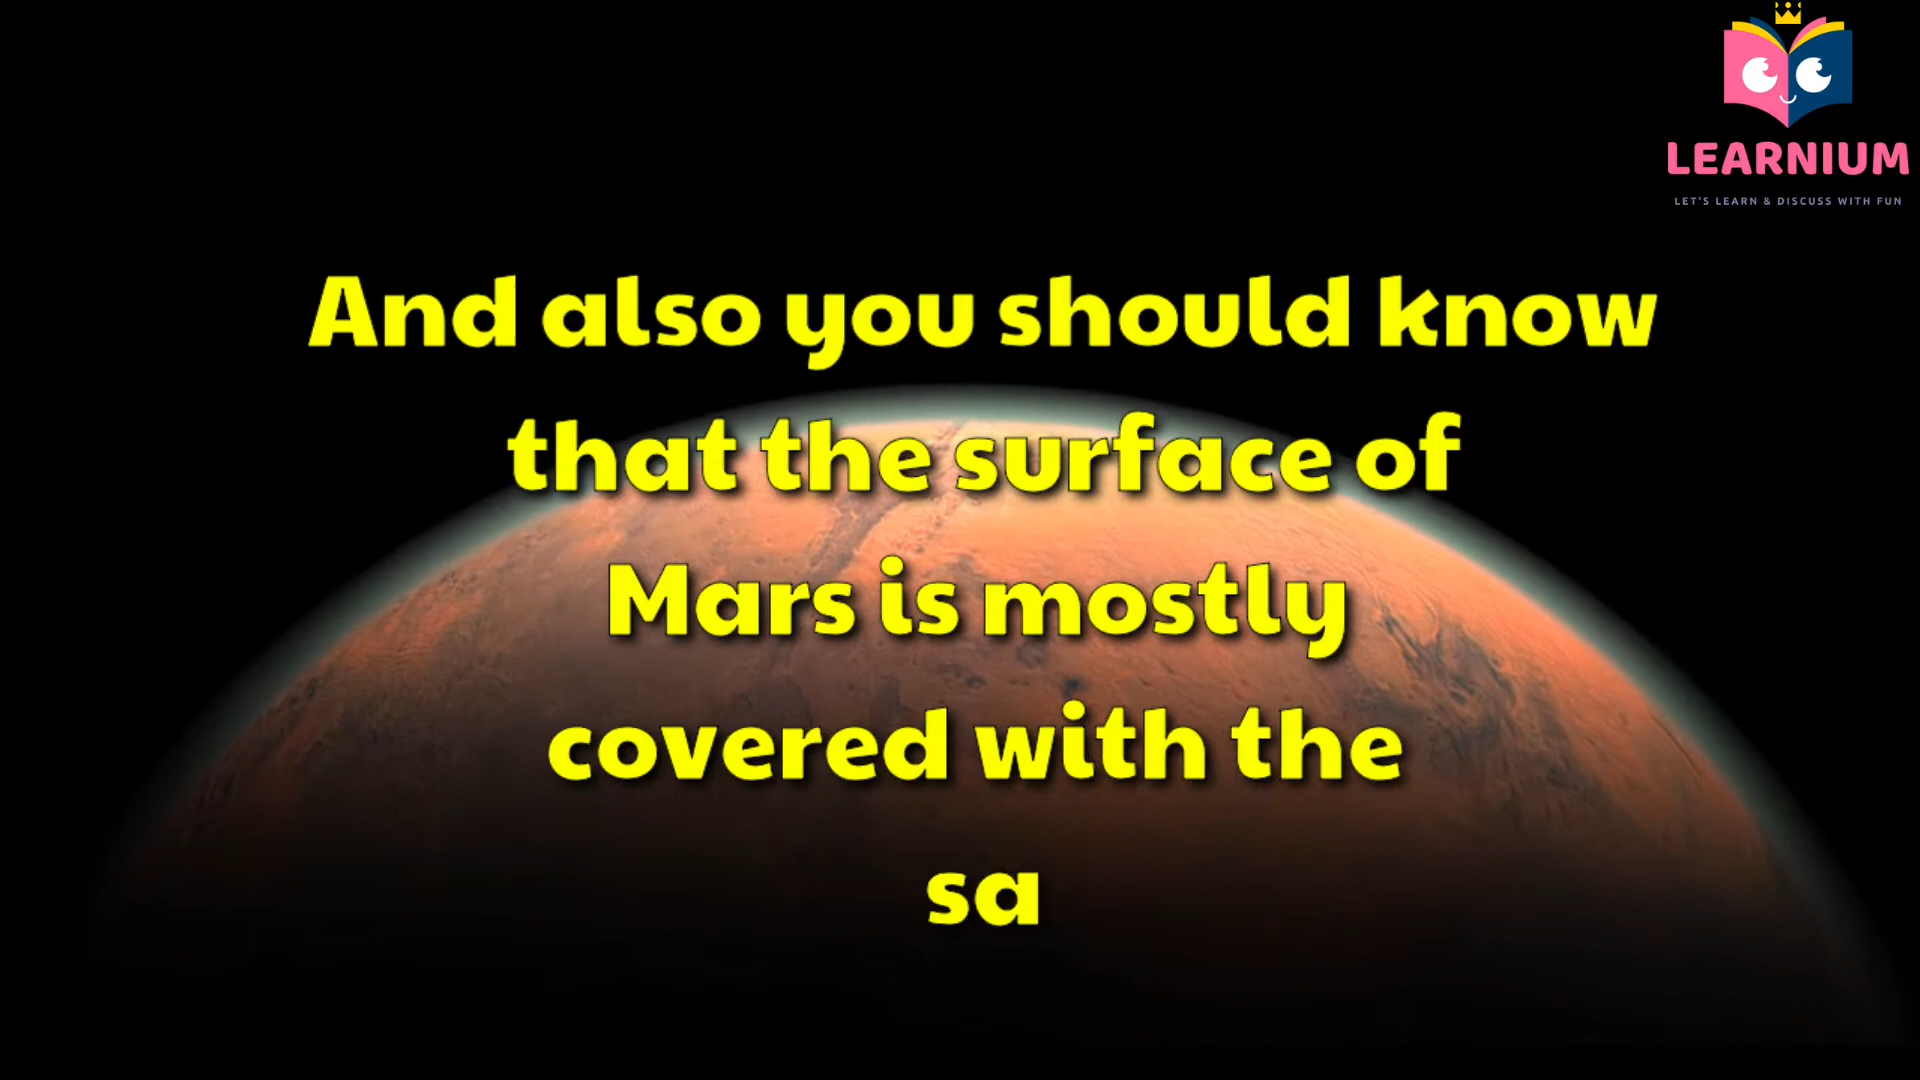 LEARNIUM
LET'S LEARN & DISCUSS WITH FUN
And also you should know
that the surface of
Mars is mostly
covered with the
sa